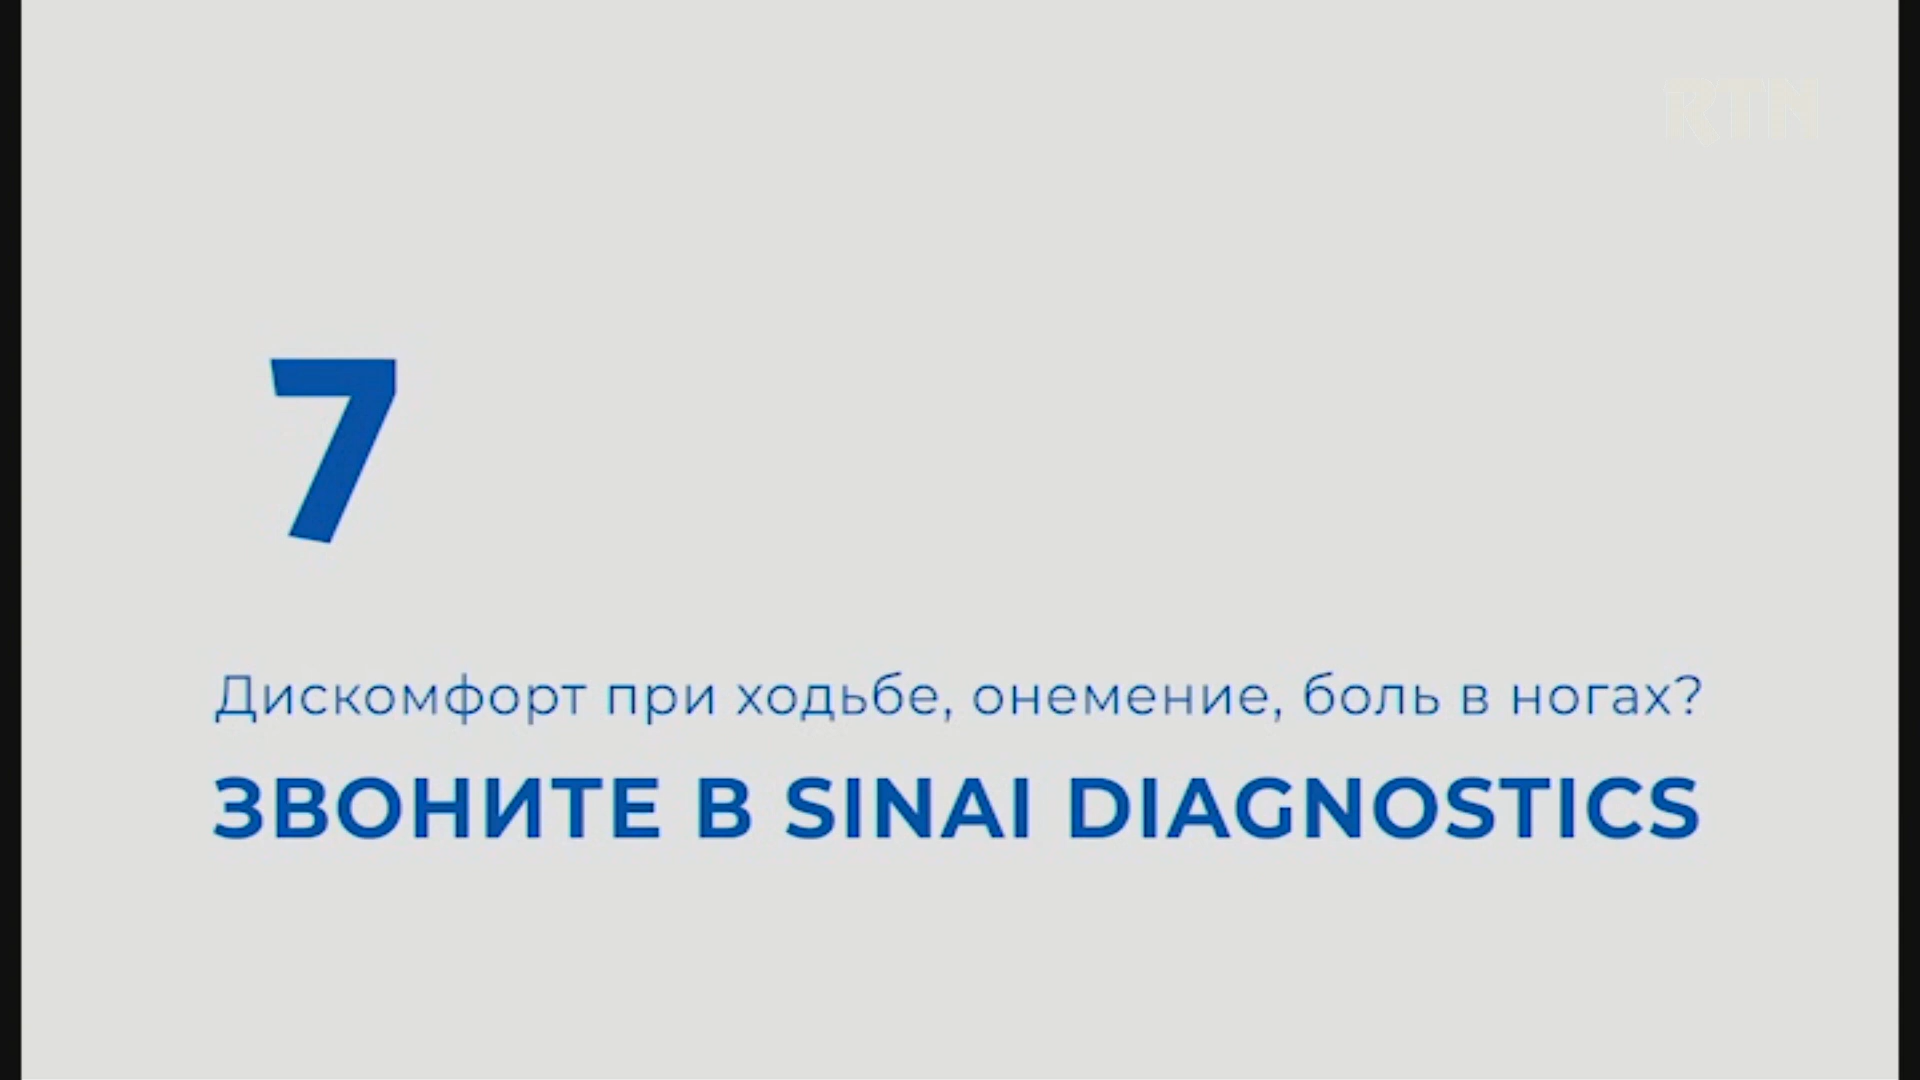 RTN
7
Дискомфорт при ходьбе, онемение, боль в ногах?
ЗВОНИТЕ В SINAI DIAGNOSTICS